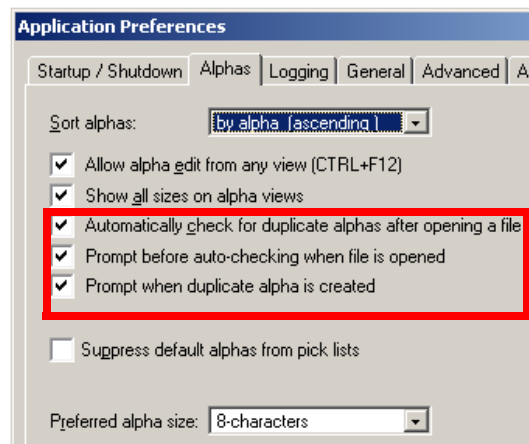 Application Preferences
Startup / Shutdown Alphas Logging General Advanced A
Sort alphas: by alpha (ascending)
Allow alpha edit from any view (CTRL+F12)
Show all sizes on alpha views
Automatically check for duplicate alphas after opening a file
Prompt before auto-checking when file is opened
Prompt when duplicate alpha is created
Suppress default alphas from pick lists
Preferred alpha size: 8-characters